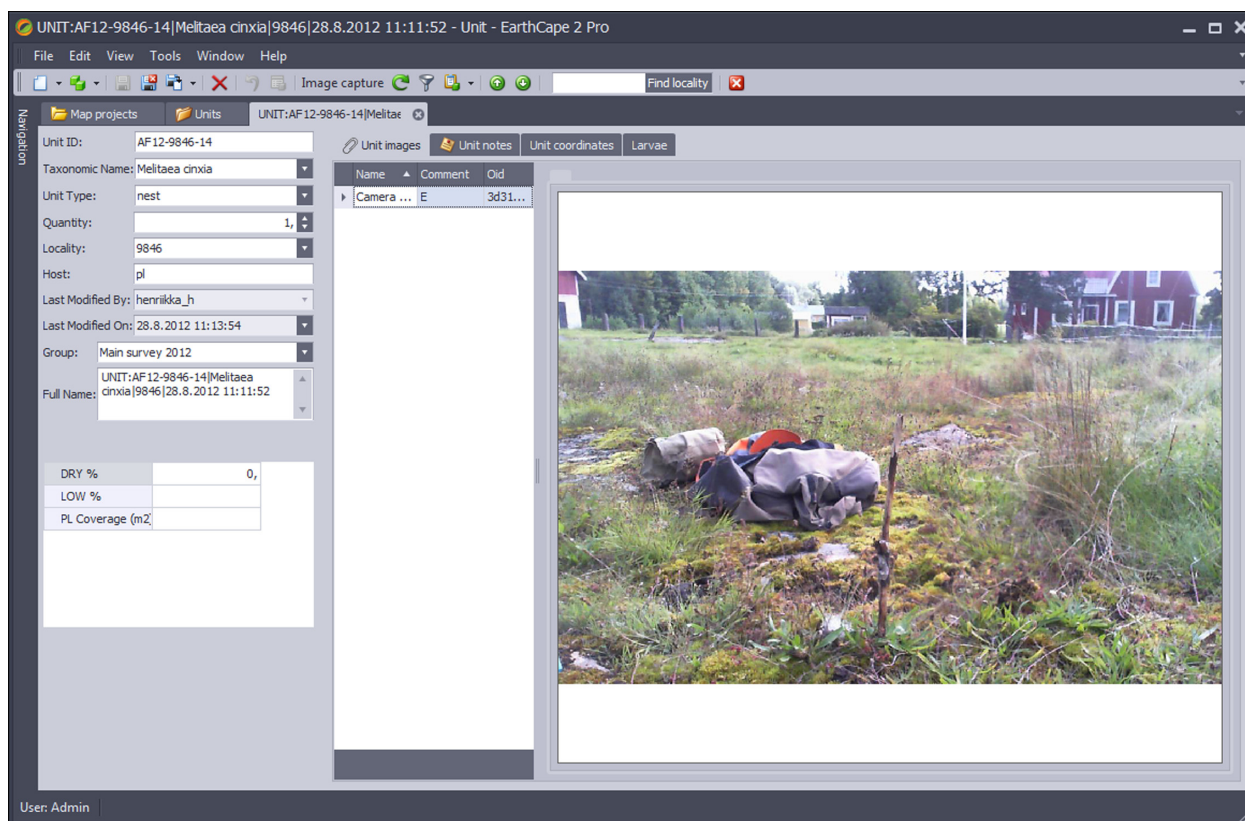 UNIT:AF12-9846-14|Melitaea cinxia|9846|28.8.2012 11:11:52 - Unit - EarthCape 2 Pro
File Edit View Tools Window Help
Image capture Find locality
Navigation
Map projects Units UNIT:AF12-9846-14|Melitae
Unit ID: AF12-9846-14
Taxonomic Name: Melitaea cinxia
Unit Type: nest
Quantity: 1,
Locality: 9846
Host: pl
Last Modified By: henriikka_h
Last Modified On: 28.8.2012 11:13:54
Group: Main survey 2012
Full Name: UNIT:AF12-9846-14|Melitaea
cinxia|9846|28.8.2012 11:11:52
DRY % 0,
LOW %
PL Coverage (m2)
Unit images Unit notes Unit coordinates Larvae
Name Comment Oid
Camera ... E 3d31...
User: Admin